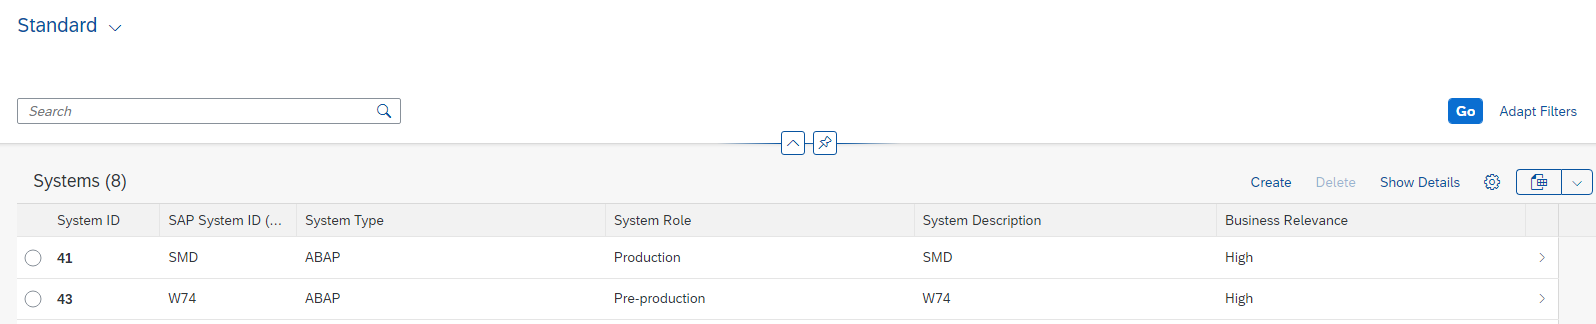 Standard
Search
Go Adapt Filters
Systems (8)
Create Delete Show Details
System ID SAP System ID (... System Type System Role System Description Business Relevance
41 SMD ABAP Production SMD High
43 W74 ABAP Pre-production W74 High